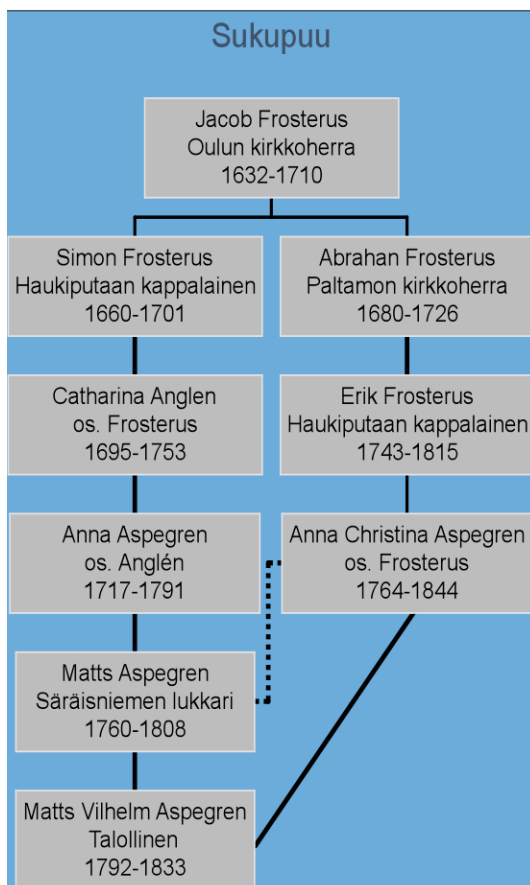 Sukupuu
Jacob Frosterus
Oulun kirkkoherra
1632-1710
Simon Frosterus
Haukiputaan kappalainen
1660-1701
Abrahan Frosterus
Paltamon kirkkoherra
1680-1726
Catharina Anglen
os. Frosterus
1695-1753
Erik Frosterus
Haukiputaan kappalainen
1743-1815
Anna Aspegren
os. Anglén
1717-1791
Anna Christina Aspegren
os. Frosterus
1764-1844
Matts Aspegren
Säräisniemen lukkari
1760-1808
Matts Vilhelm Aspegren
Talollinen
1792-1833